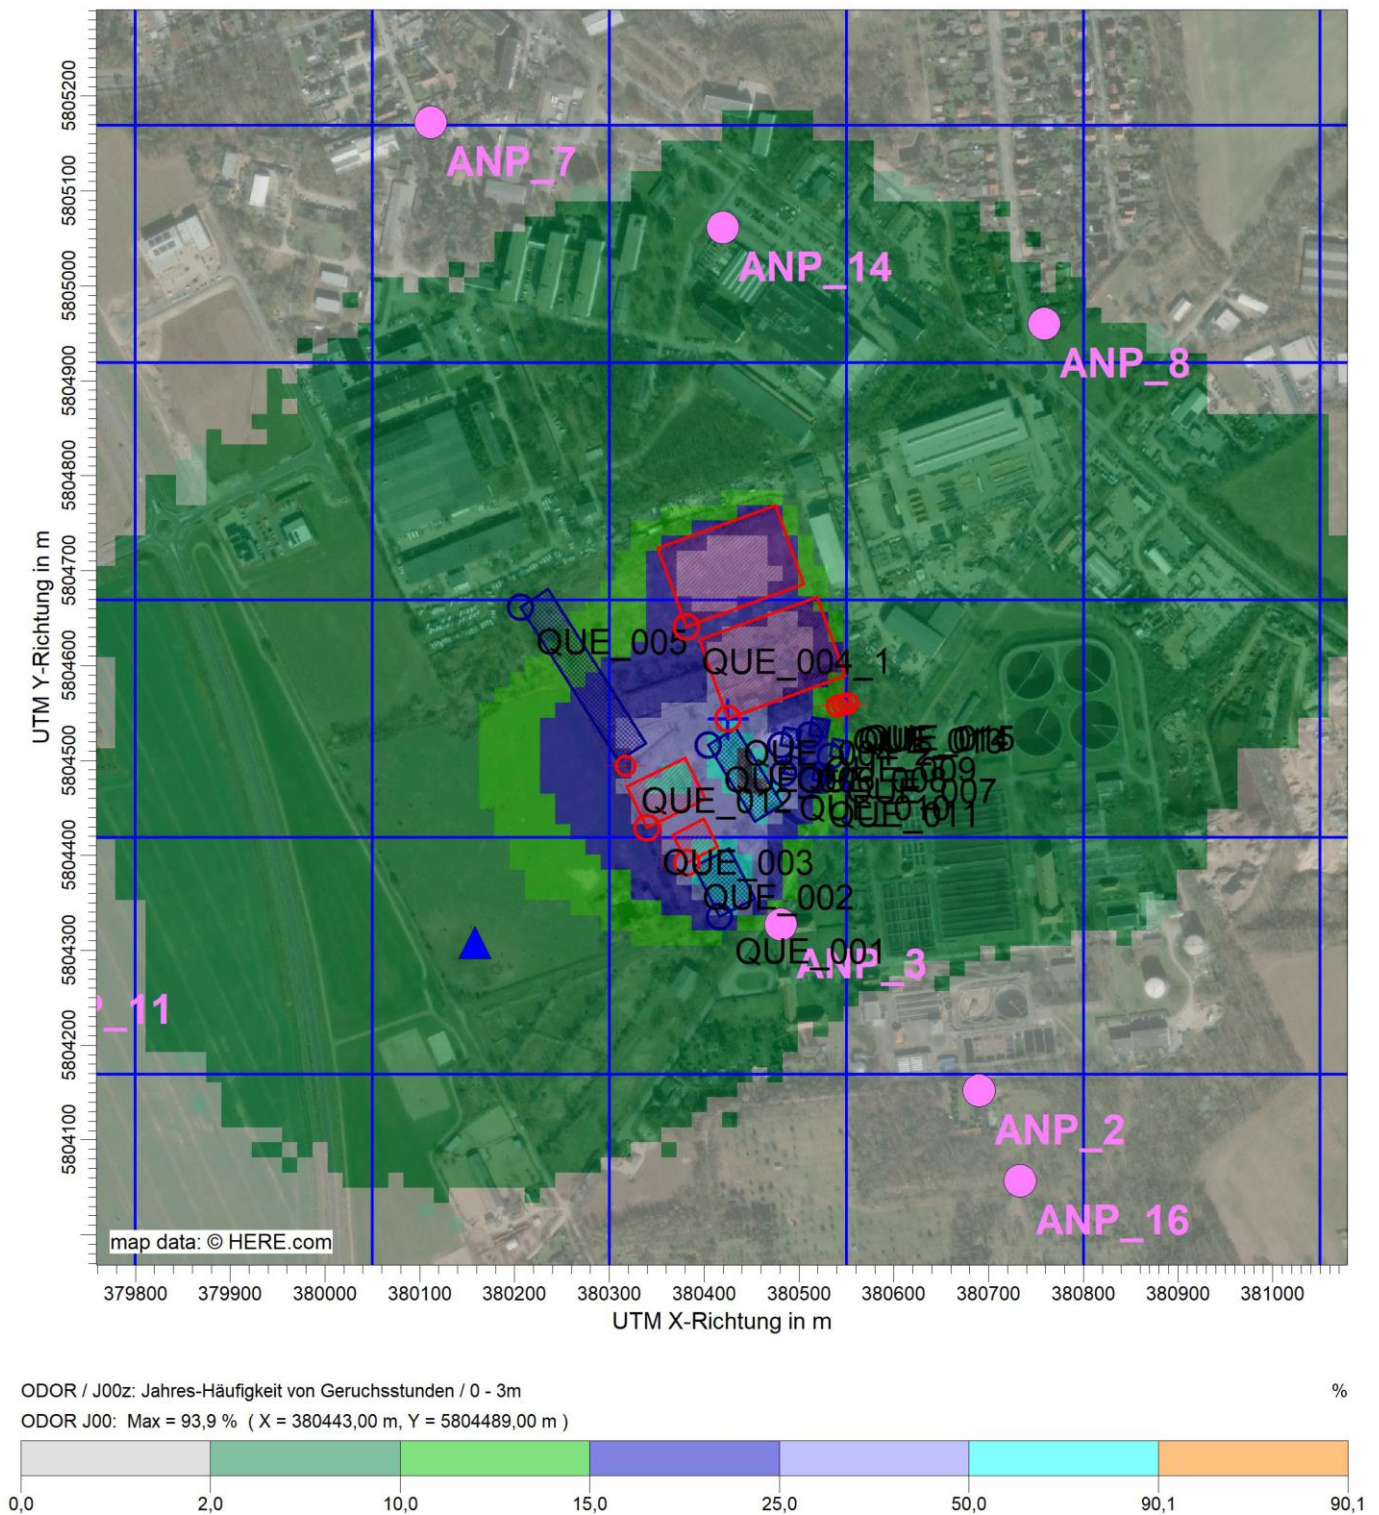 5805200
5805100
5805000
5804900
5804800
5804700
5804600
5804500
5804400
5804300
5804200
5804100
UTM Y-Richtung in m
ANP_7
ANP_14
ANP_8
QUE_005
QUE_004_1
QUE_012
QUE_003
QUE_002
QUE_001
QUE_011
ANP_3
P_11
ANP_2
ANP_16
map data: © HERE.com
379800 379900 380000 380100 380200 380300 380400 380500 380600 380700 380800 380900 381000
UTM X-Richtung in m
ODOR / J00z: Jahres-Häufigkeit von Geruchsstunden / 0 - 3m %
ODOR J00: Max = 93,9 % ( X = 380443,00 m, Y = 5804489,00 m )
0,0 2,0 10,0 15,0 25,0 50,0 90,1 90,1